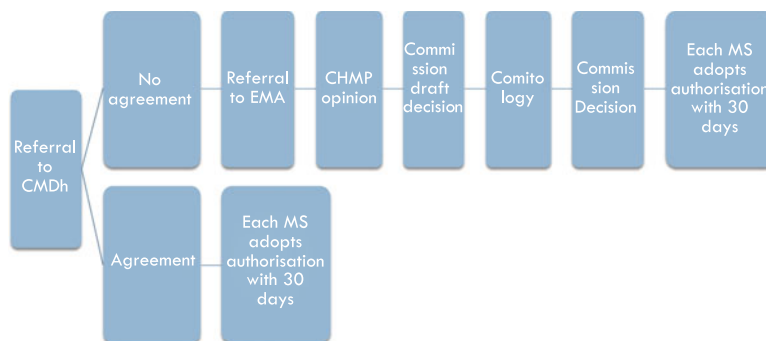 Referral
to
CMDh
No
agreement
Referral
to EMA
CHMP
opinion
Commi
ssion
draft
decision
Comito
logy
Commis
sion
Decision
Each MS
adopts
authorisation
with 30
days
Agreement
Each MS
adopts
authorisation
with 30
days